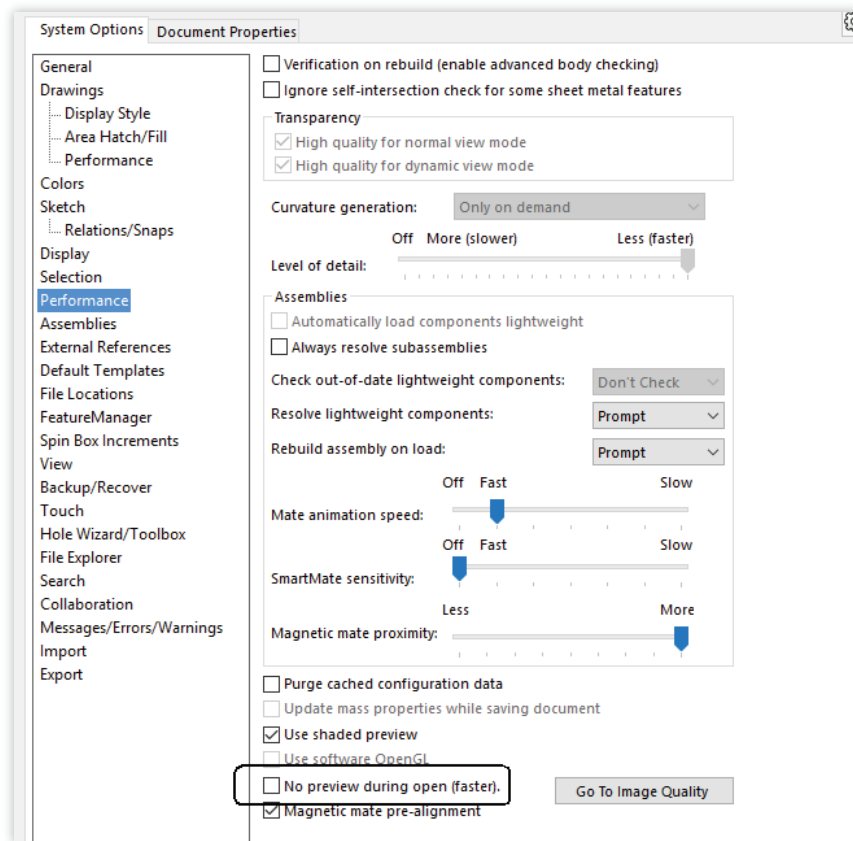 System Options Document Properties
General
Drawings
Display Style
Area Hatch/Fill
Performance
Colors
Sketch
Relations/Snaps
Display
Selection
Performance
Assemblies
External References
Default Templates
File Locations
FeatureManager
Spin Box Increments
View
Backup/Recover
Touch
Hole Wizard/Toolbox
File Explorer
Search
Collaboration
Messages/Errors/Warnings
Import
Export
Verification on rebuild (enable advanced body checking)
Ignore self-intersection check for some sheet metal features
Transparency
High quality for normal view mode
High quality for dynamic view mode
Curvature generation: Only on demand
Off More (slower) Less (faster)
Level of detail:
Assemblies
Automatically load components lightweight
Always resolve subassemblies
Check out-of-date lightweight components: Don't Check
Resolve lightweight components: Prompt
Rebuild assembly on load: Prompt
Off Fast Slow
Mate animation speed:
Off Fast Slow
SmartMate sensitivity:
Less More
Magnetic mate proximity:
Purge cached configuration data
Update mass properties while saving document
Use shaded preview
Use software OpenGL
No preview during open (faster).
Go To Image Quality
Magnetic mate pre-alignment